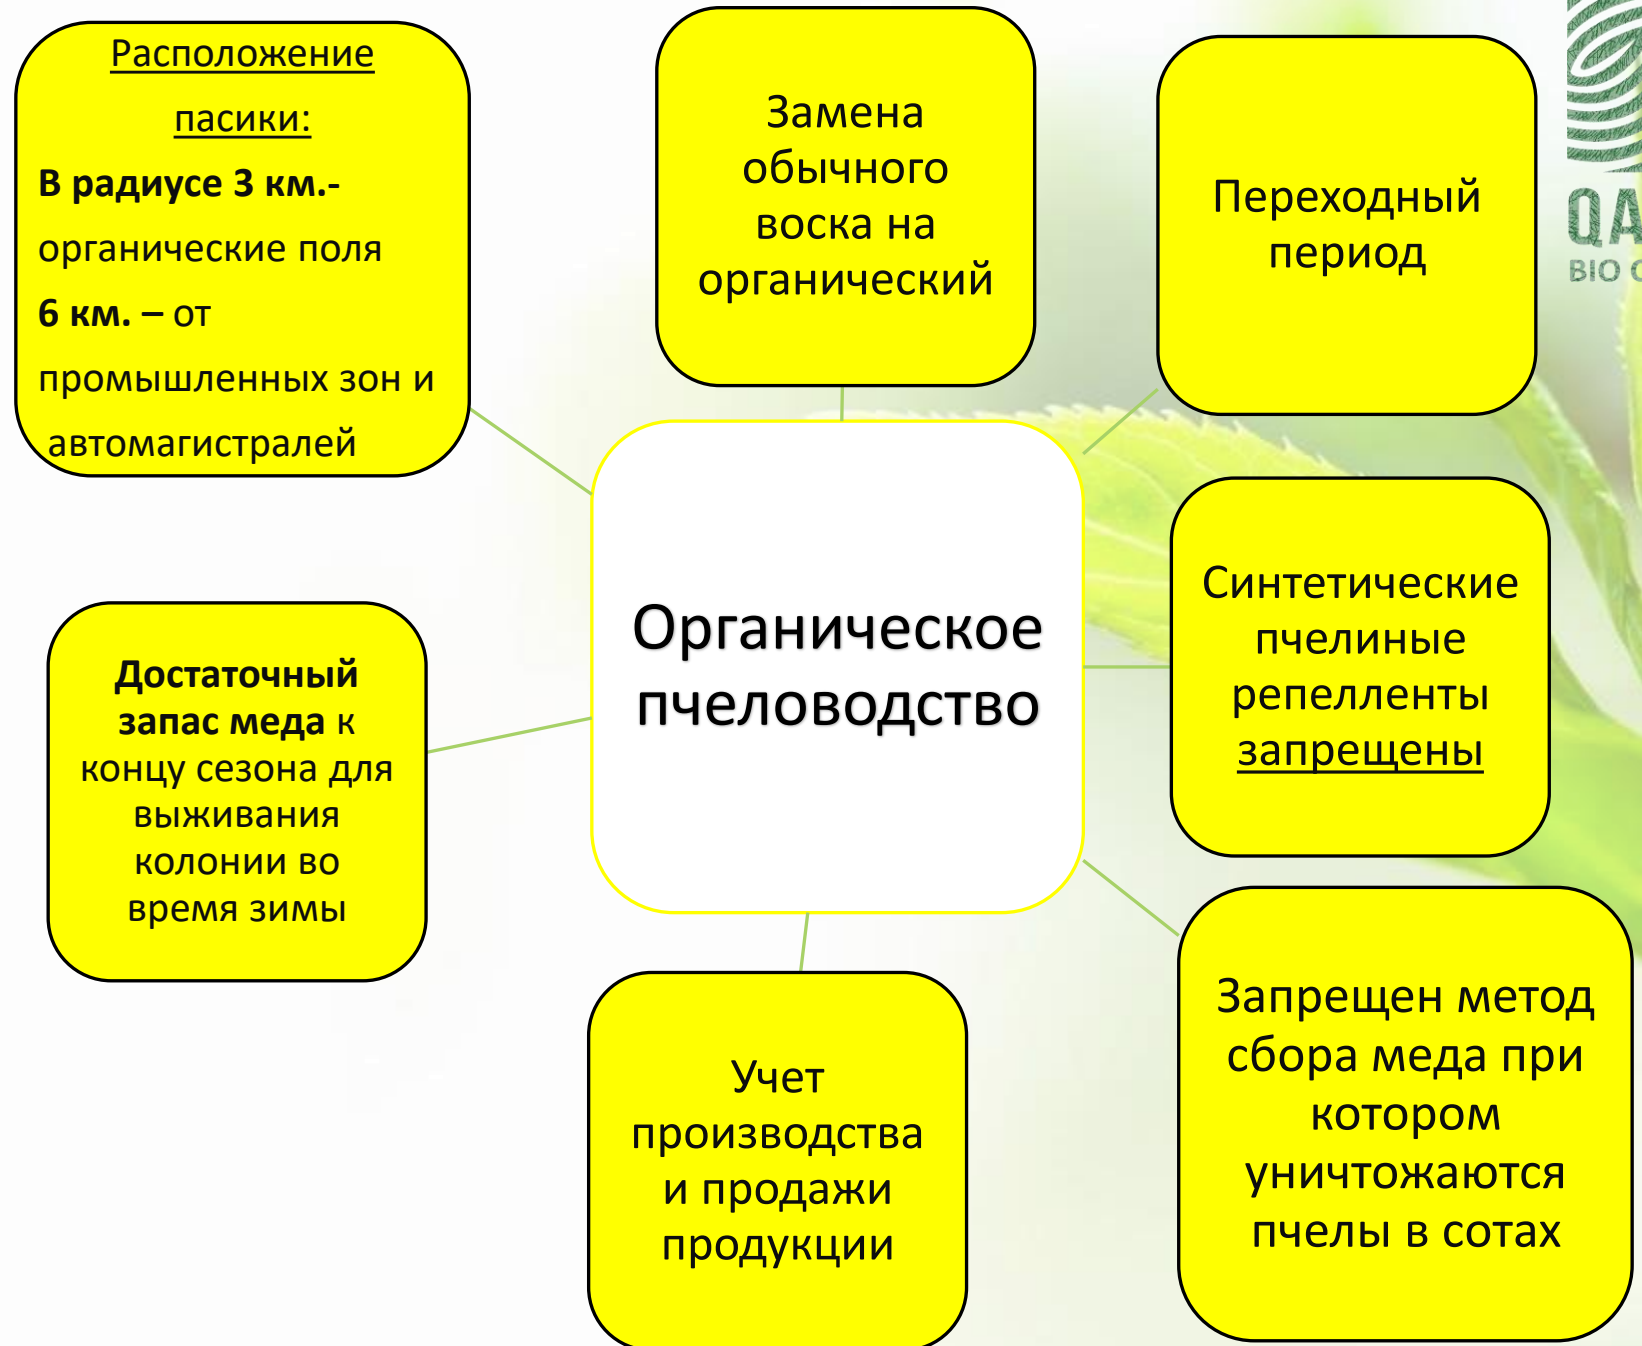 Расположение
пасики:
В радиусе 3 км.-
органические поля
6 км. – от
промышленных зон и
автомагистралей
Замена
обычного
воска на
органический
Переходный
период
QA
BIO
Органическое
пчеловодство
Синтетические
пчелиные
репелленты
запрещены
Достаточный
запас меда к
концу сезона для
выживания
колонии во
время зимы
Учет
производства
и продажи
продукции
Запрещен метод
сбора меда при
котором
уничтожаются
пчелы в сотах